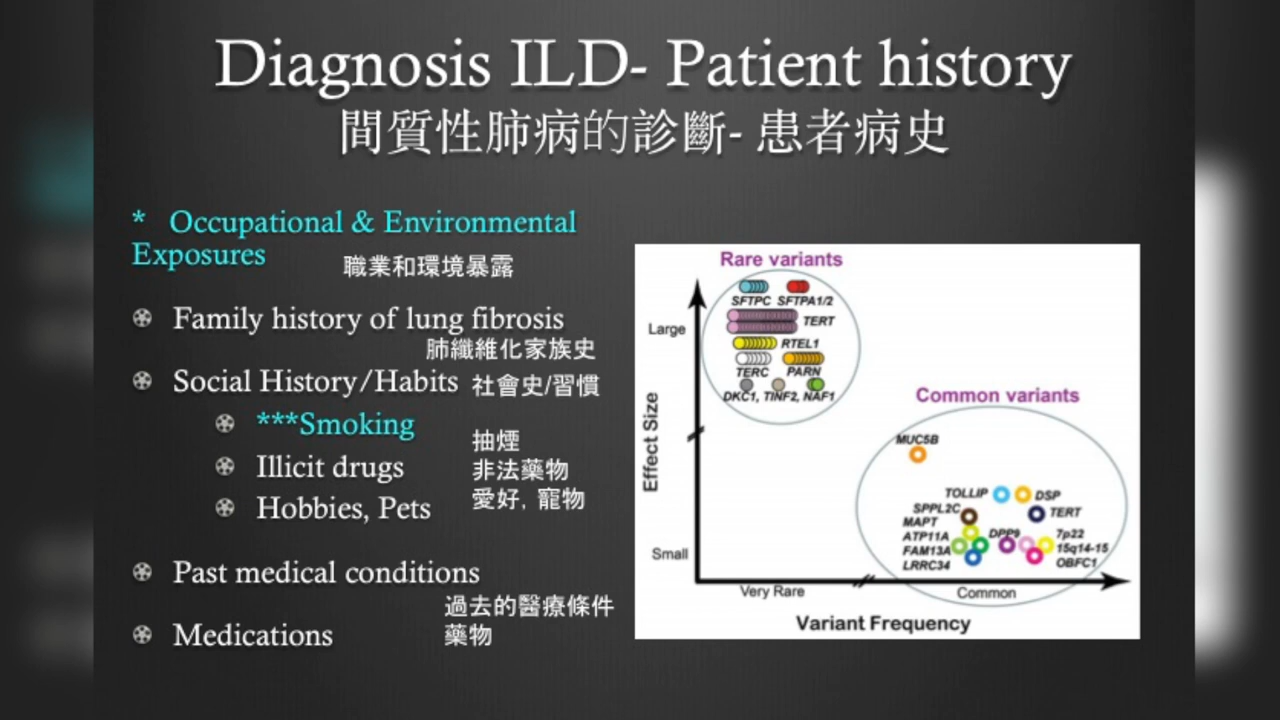 Diagnosis ILD- Patient history
間質性肺病的診斷- 患者病史
* Occupational & Environmental
Exposures
職業和環境暴露
Family history of lung fibrosis
肺纖維化家族史
Social History/Habits 社會史/習慣
***Smoking
抽煙
Illicit drugs
非法藥物
Hobbies, Pets
愛好, 寵物
Past medical conditions
過去的醫療條件
Medications
藥物
Rare variants
SFTPC SFTPA1/2
TERT
RTEL1
TERC PARN
DKC1, TINF2, NAF1
Large
Effect Size
Small
Common variants
MUC5B
TOLLIP DSP
SPPL2C TERT
MAPT
ATP11A DPP9 7p22
FAM13A 15q14-15
LRRC34 OBFC1
Very Rare Common
Variant Frequency